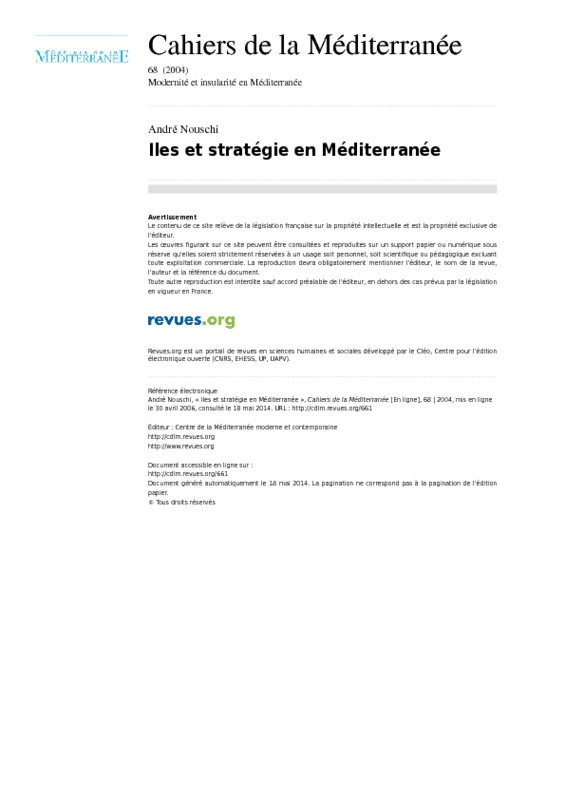 MÉDITERRANÉE
Cahiers de la Méditerranée
68 (2004)
Modernité et insularité en Méditerranée
André Nouschi
Iles et stratégie en Méditerranée
Avertissement
Le contenu de ce site relève de la législation française sur la propriété intellectuelle et est la propriété exclusive de
l'éditeur.
Les œuvres figurant sur ce site peuvent être consultées et reproduites sur un support papier ou numérique sous
réserve qu'elles soient strictement réservées à un usage soit personnel, soit scientifique ou pédagogique excluant
toute exploitation commerciale. La reproduction devra obligatoirement mentionner l'éditeur, le nom de la revue,
l'auteur et la référence du document.
Toute autre reproduction est interdite sauf accord préalable de l'éditeur, en dehors des cas prévus par la législation
en vigueur en France.
revues.org
Revues.org est un portail de revues en sciences humaines et sociales développé par le Cléo, Centre pour l'édition
électronique ouverte (CNRS, EHESS, UP, UAPV).
Référence électronique
André Nouschi, « Iles et stratégie en Méditerranée », Cahiers de la Méditerranée [En ligne], 68 | 2004, mis en ligne
le 30 avril 2006, consulté le 18 mai 2014. URL : http://cdlm.revues.org/661
Éditeur : Centre de la Méditerranée moderne et contemporaine
http://cdlm.revues.org
http://www.revues.org
Document accessible en ligne sur :
http://cdlm.revues.org/661
Document généré automatiquement le 18 mai 2014. La pagination ne correspond pas à la pagination de l'édition
papier.
© Tous droits réservés